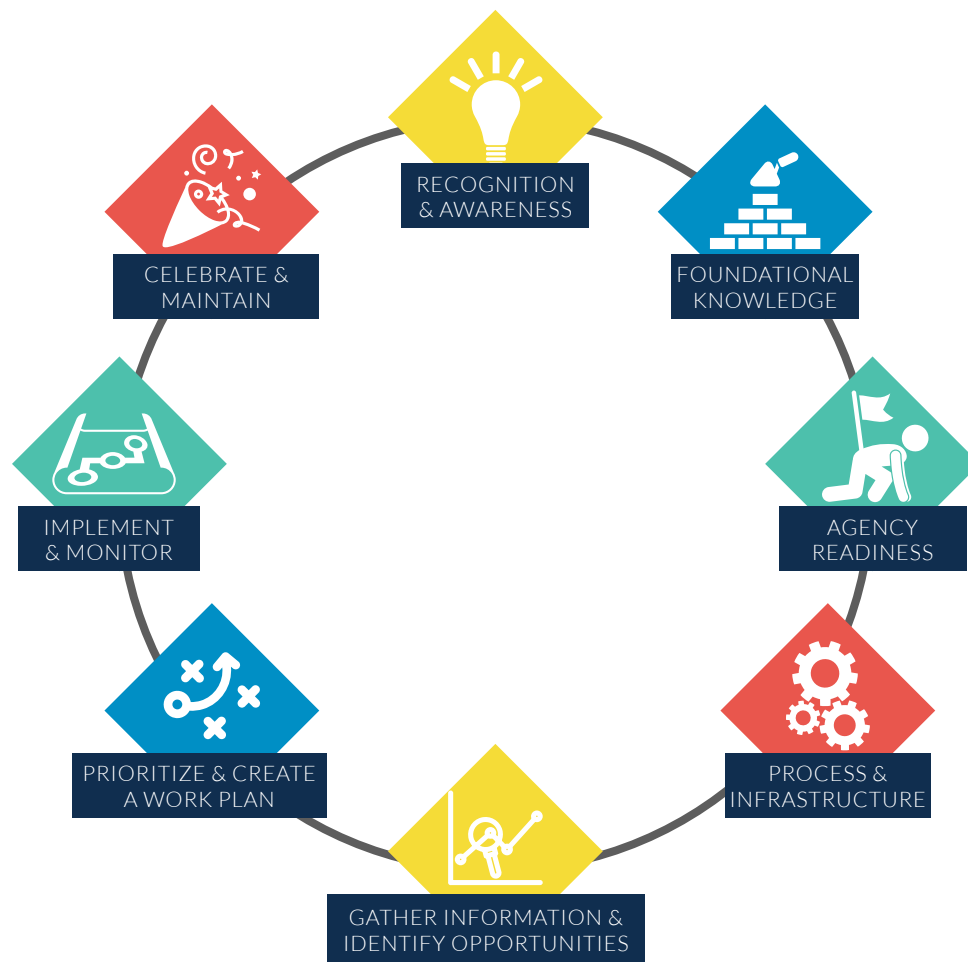 RECOGNITION
& AWARENESS
FOUNDATIONAL
KNOWLEDGE
AGENCY
READINESS
PROCESS &
INFRASTRUCTURE
GATHER INFORMATION &
IDENTIFY OPPORTUNITIES
PRIORITIZE & CREATE
A WORK PLAN
IMPLEMENT
& MONITOR
CELEBRATE &
MAINTAIN